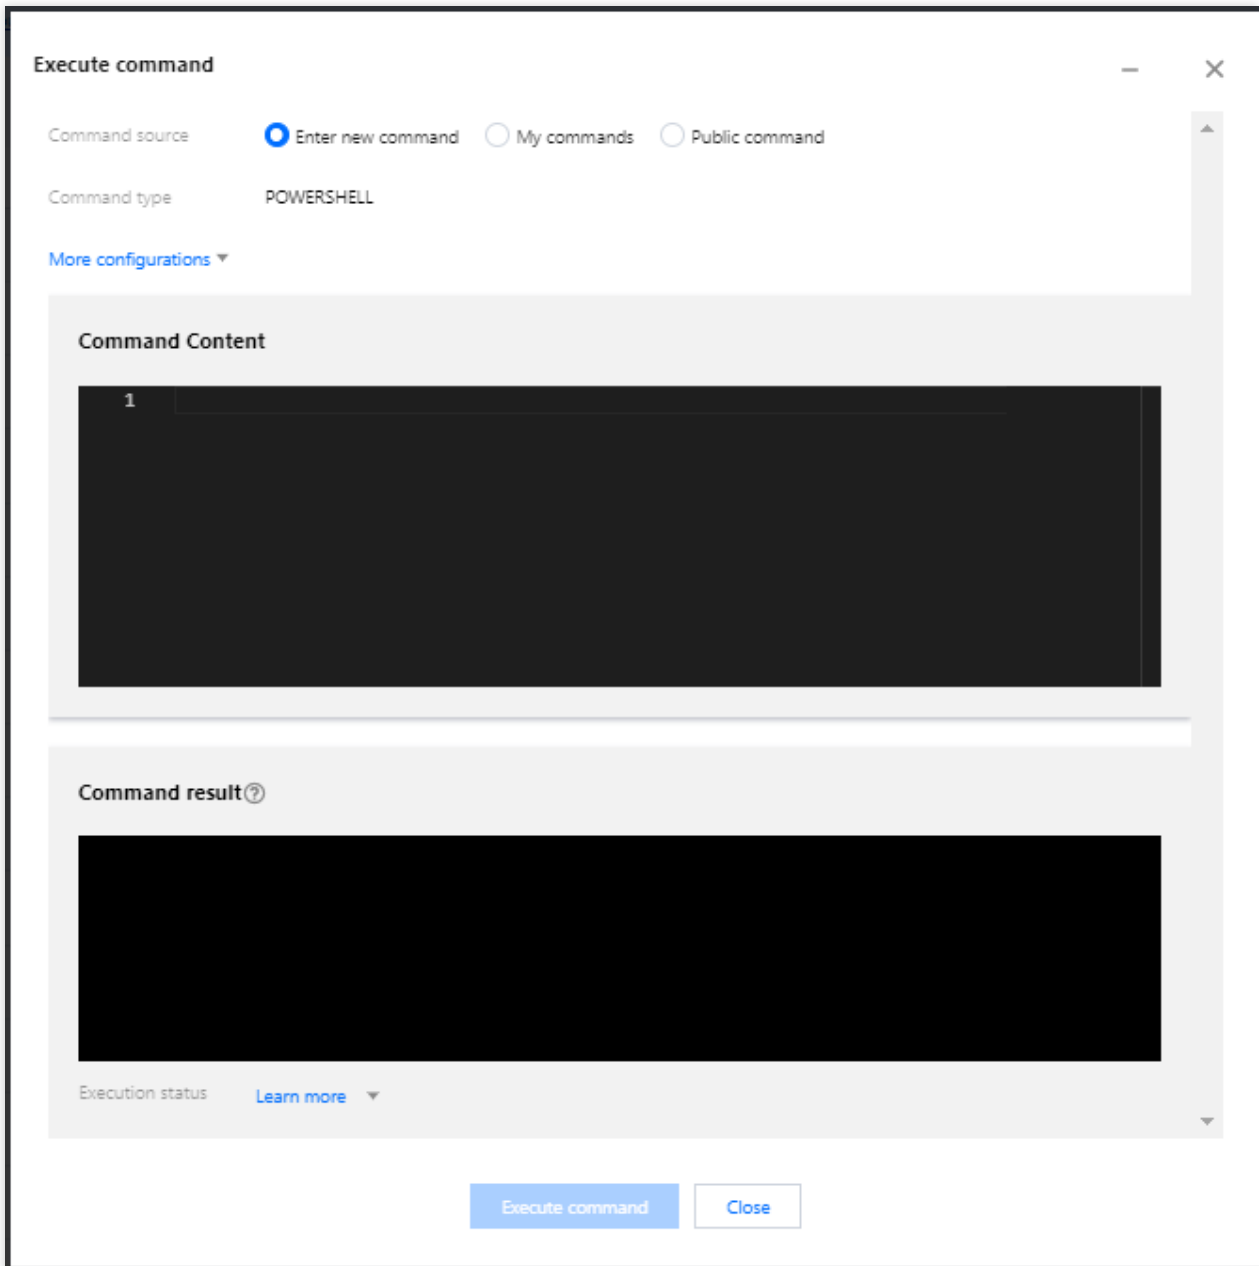 Execute command
Command source Enter new command My commands Public command
Command type POWERSHELL
More configurations
Command Content
1
Command result
Execution status Learn more
Execute command Close